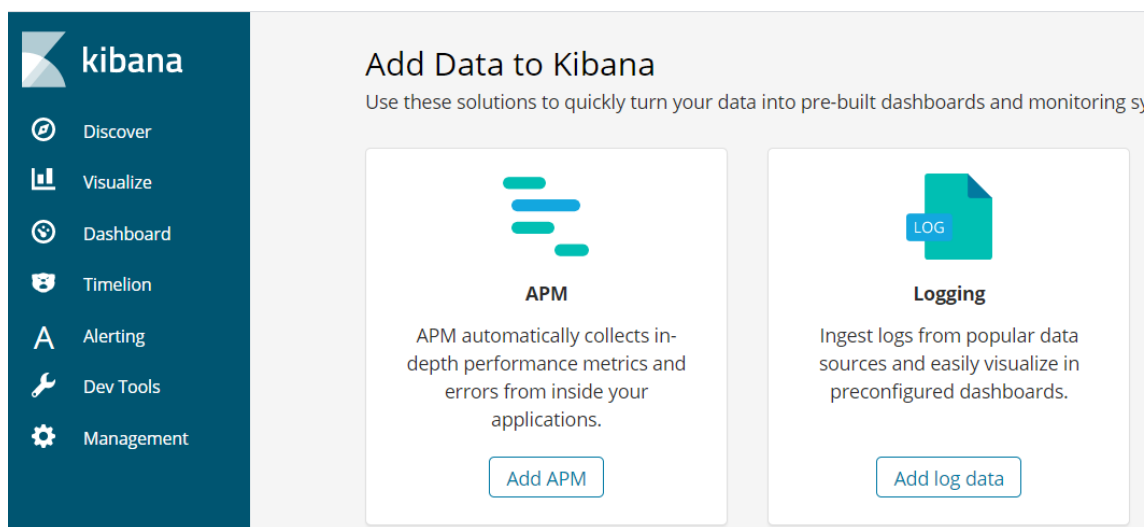 kibana
Discover
Visualize
Dashboard
Timelion
A Alerting
Dev Tools
Management
Add Data to Kibana
Use these solutions to quickly turn your data into pre-built dashboards and monitoring sy
APM
APM automatically collects in-
depth performance metrics and
errors from inside your
applications.
Add APM
LOG
Logging
Ingest logs from popular data
sources and easily visualize in
preconfigured dashboards.
Add log data